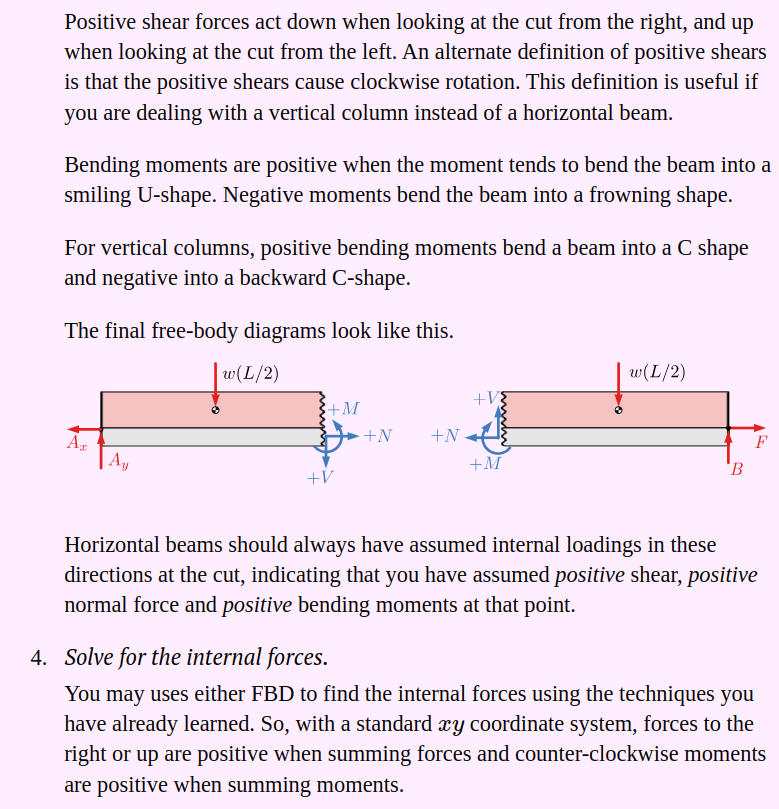 Positive shear forces act down when looking at the cut from the right, and up
when looking at the cut from the left. An alternate definition of positive shears
is that the positive shears cause clockwise rotation. This definition is useful if
you are dealing with a vertical column instead of a horizontal beam.
Bending moments are positive when the moment tends to bend the beam into a
smiling U-shape. Negative moments bend the beam into a frowning shape.
For vertical columns, positive bending moments bend a beam into a C shape
and negative into a backward C-shape.
The final free-body diagrams look like this.
w(L/2)
+M
+N
+V
A_x
A_y
w(L/2)
+V
+N
+M
F
B
Horizontal beams should always have assumed internal loadings in these
directions at the cut, indicating that you have assumed positive shear, positive
normal force and positive bending moments at that point.
4. Solve for the internal forces.
You may uses either FBD to find the internal forces using the techniques you
have already learned. So, with a standard xy coordinate system, forces to the
right or up are positive when summing forces and counter-clockwise moments
are positive when summing moments.